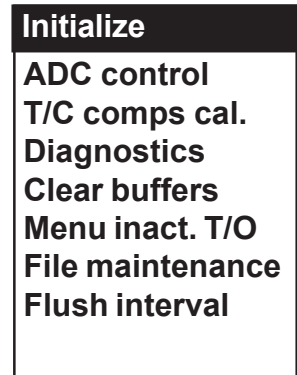 Initialize
ADC control
T/C comps cal.
Diagnostics
Clear buffers
Menu inact. T/O
File maintenance
Flush interval